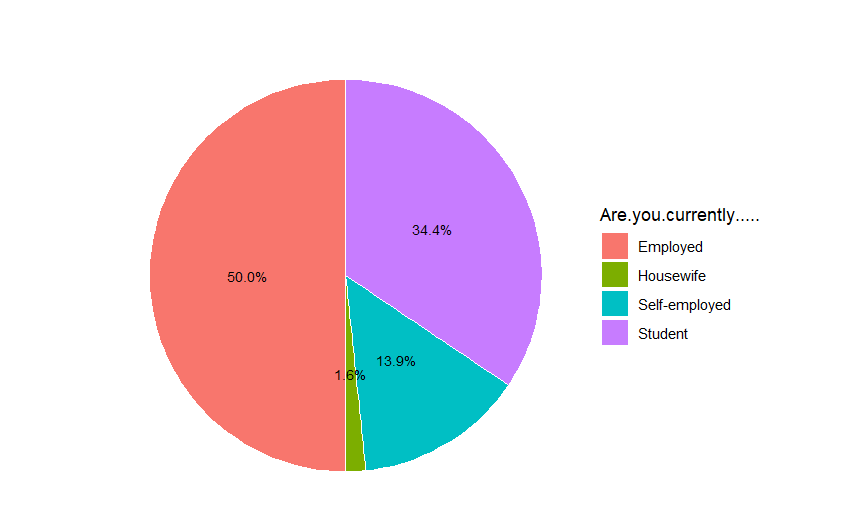 34.4%
50.0%
13.9%
1.6%
Are.you.currently.....
Employed
Housewife
Self-employed
Student